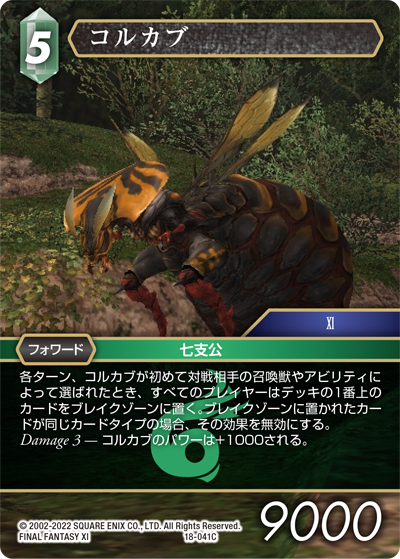 5
コルカブ
XI
フォワード
七支公
各ターン、コルカブが初めて対戦相手の召喚獣やアビリティに
よって選ばれたとき、すべてのプレイヤーはデッキの1番上の
カードをブレイクゾーンに置く。ブレイクゾーンに置かれたカー
ドが同じカードタイプの場合、その効果を無効にする。
Damage 3 — コルカブのパワーは+1000される。
© 2002-2022 SQUARE ENIX CO., LTD. All Rights Reserved.
FINAL FANTASY XI
18-041C
9000